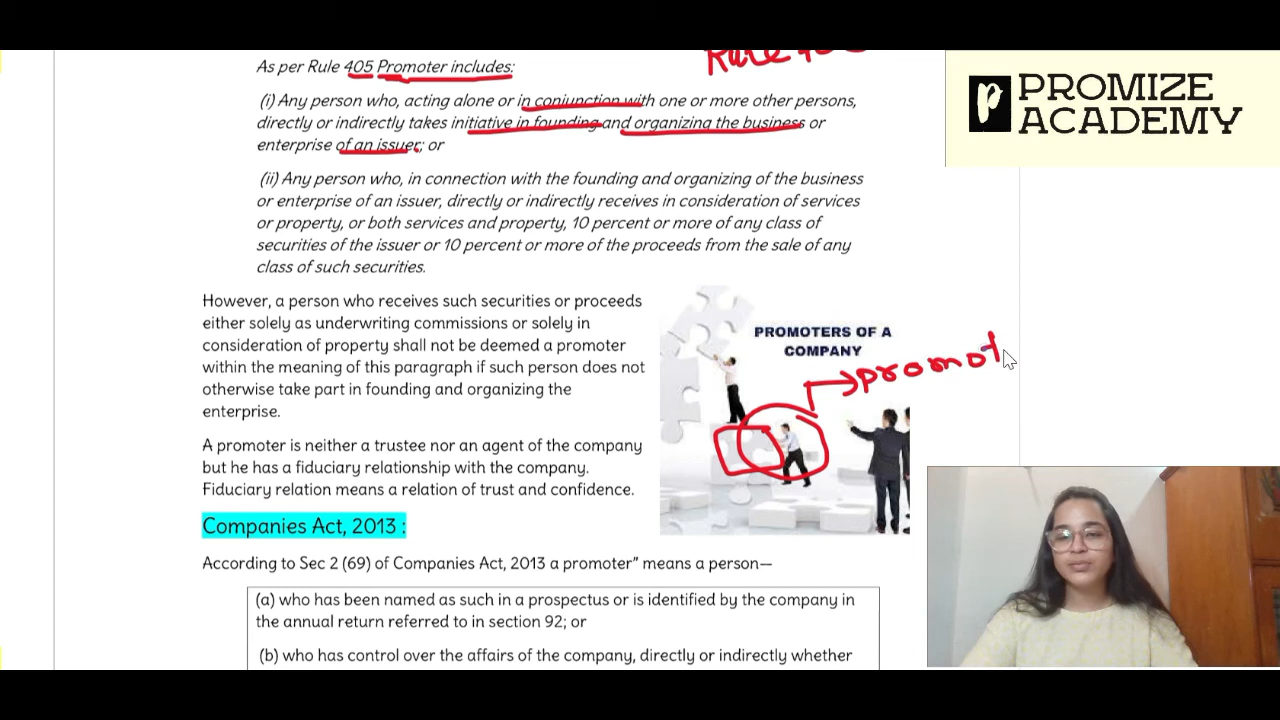 Rule 40
As per Rule 405 Promoter includes:
(i) Any person who, acting alone or in conjunction with one or more other persons,
directly or indirectly takes initiative in founding and organizing the business or
enterprise of an issuer; or
(ii) Any person who, in connection with the founding and organizing of the business
or enterprise of an issuer, directly or indirectly receives in consideration of services
or property, or both services and property, 10 percent or more of any class of
securities of the issuer or 10 percent or more of the proceeds from the sale of any
class of such securities.
However, a person who receives such securities or proceeds
either solely as underwriting commissions or solely in
consideration of property shall not be deemed a promoter
within the meaning of this paragraph if such person does not
otherwise take part in founding and organizing the
enterprise.
A promoter is neither a trustee nor an agent of the company
but he has a fiduciary relationship with the company.
Fiduciary relation means a relation of trust and confidence.
PROMOTERS OF A
COMPANY
promot
Companies Act, 2013 :
According to Sec 2 (69) of Companies Act, 2013 a promoter” means a person—
(a) who has been named as such in a prospectus or is identified by the company in
the annual return referred to in section 92; or
(b) who has control over the affairs of the company, directly or indirectly whether
p PROMIZE
ACADEMY